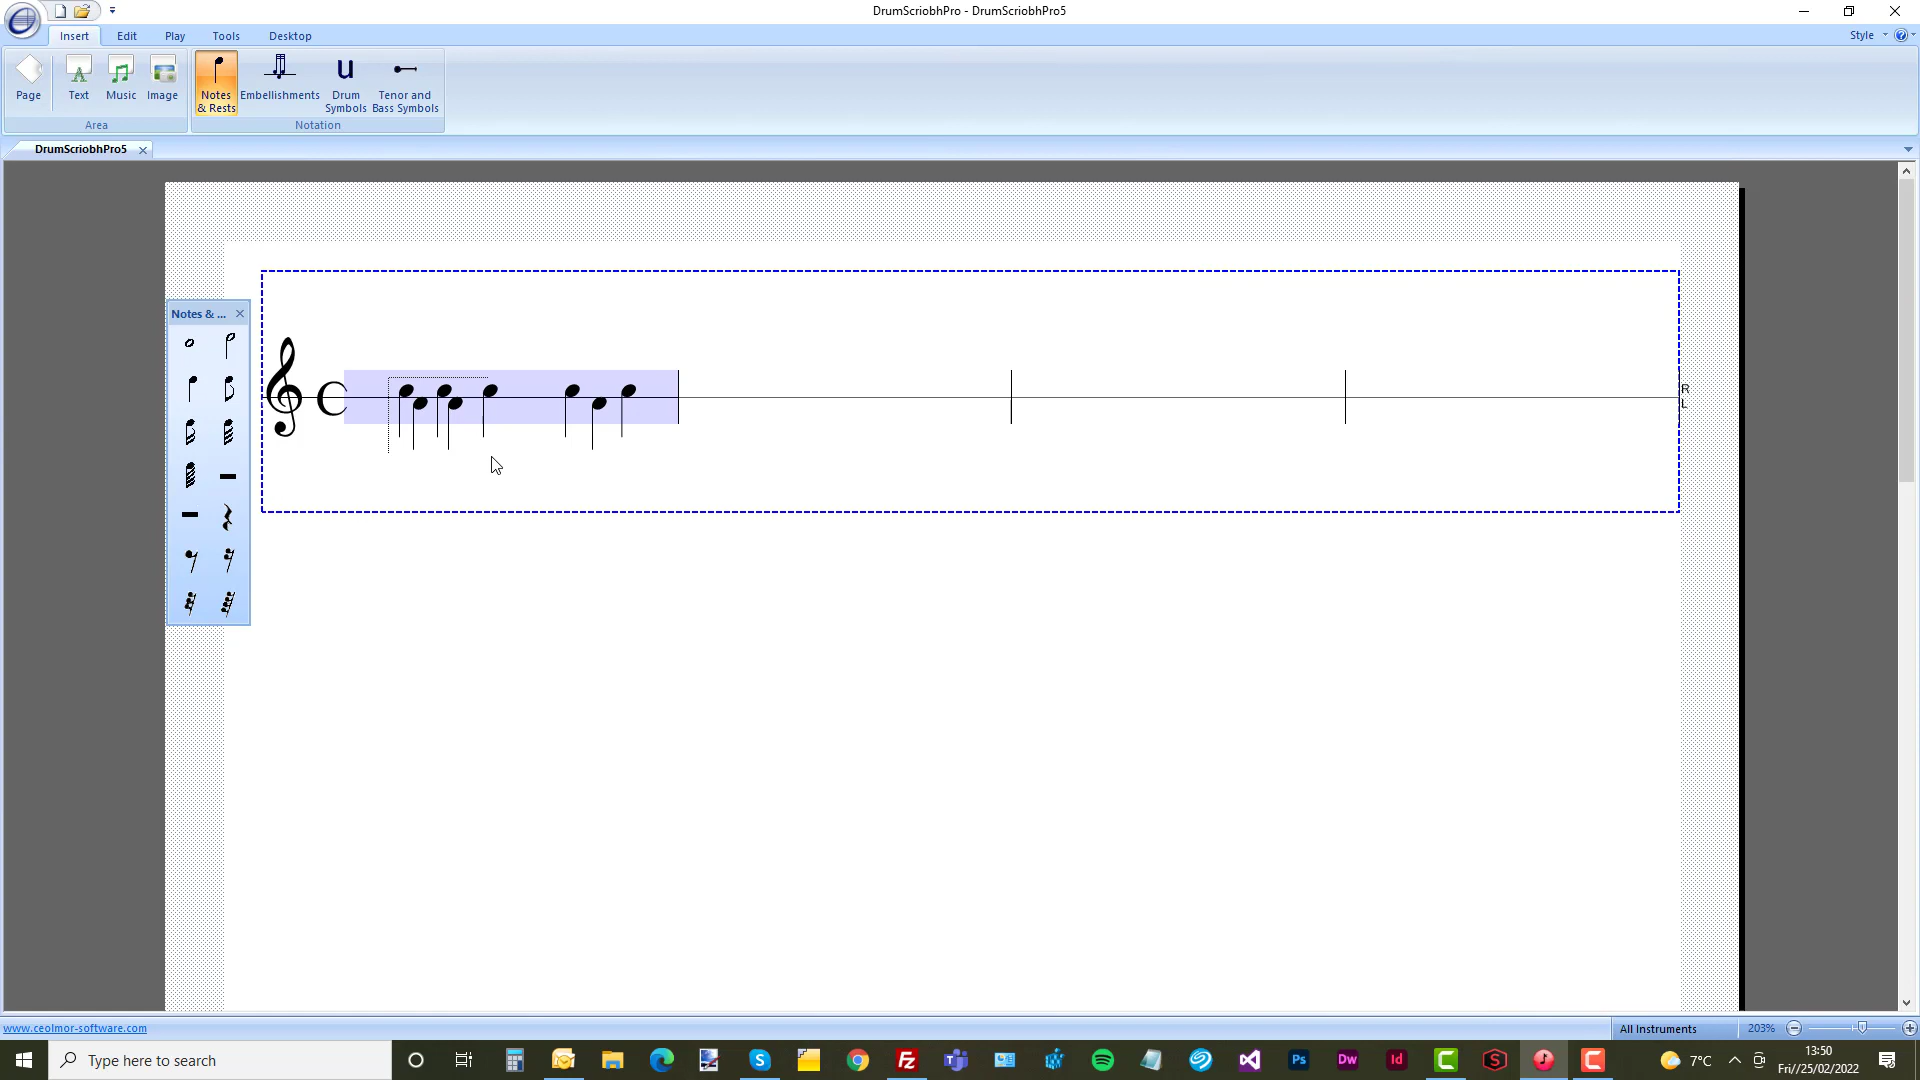 DrumScriobhPro - DrumScriobhPro5
Insert Edit Play Tools Desktop Style
Page Text Music Image Notes & Rests Embellishments Drum Symbols Tenor and Bass Symbols
Area Notation
DrumScriobhPro5
Notes & ...
C
R
L
www.ceolmor-software.com All Instruments 203%
Type here to search 7°C 13:50
Fri//25/02/2022